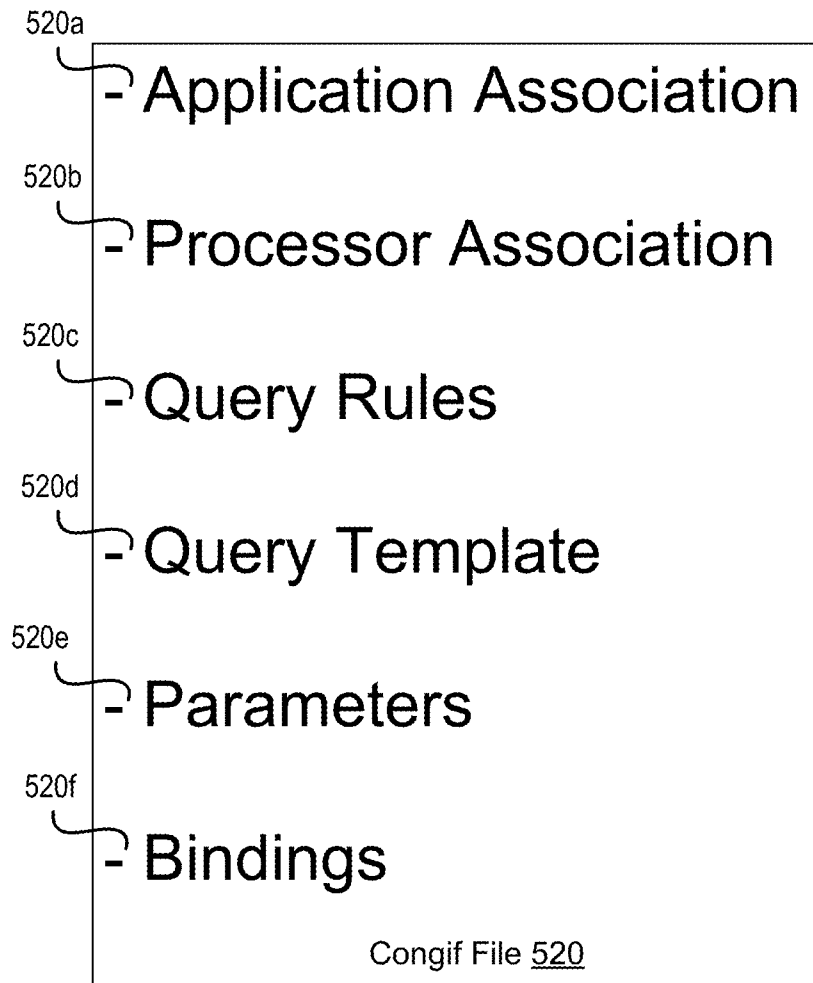 520a
- Application Association
520b
- Processor Association
520c
- Query Rules
520d
- Query Template
520e
- Parameters
520f
- Bindings
Congif File 520